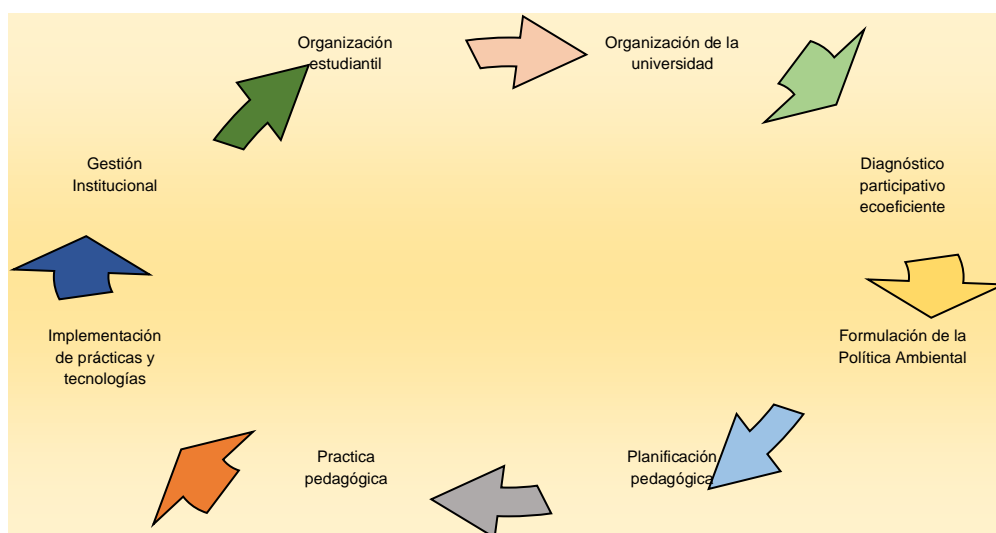 Organización
estudiantil
Organización de la
universidad
Diagnóstico
participativo
ecoeficiente
Formulación de la
Política Ambiental
Planificación
pedagógica
Practica
pedagógica
Implementación
de prácticas y
tecnologías
Gestión
Institucional